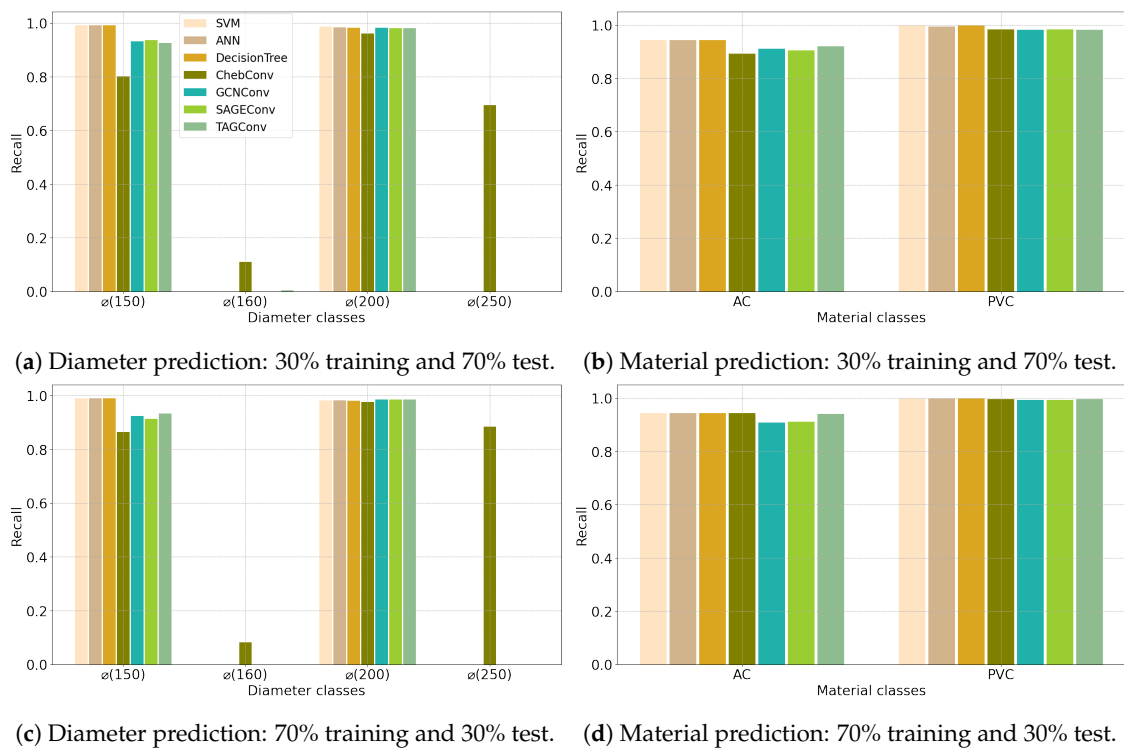 1.0
0.8
0.6
0.4
0.2
0.0
Recall
SVM
ANN
DecisionTree
ChebConv
GCNConv
SAGEConv
TAGConv
⌀(150)
⌀(160)
⌀(200)
⌀(250)
Diameter classes
1.0
0.8
0.6
0.4
0.2
0.0
Recall
AC
PVC
Material classes
(a) Diameter prediction: 30% training and 70% test.
(b) Material prediction: 30% training and 70% test.
1.0
0.8
0.6
0.4
0.2
0.0
Recall
⌀(150)
⌀(160)
⌀(200)
⌀(250)
Diameter classes
1.0
0.8
0.6
0.4
0.2
0.0
Recall
AC
PVC
Material classes
(c) Diameter prediction: 70% training and 30% test.
(d) Material prediction: 70% training and 30% test.